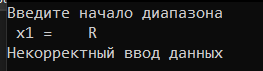 Введите начало диапазона
x1 =    R
Некорректный ввод данных